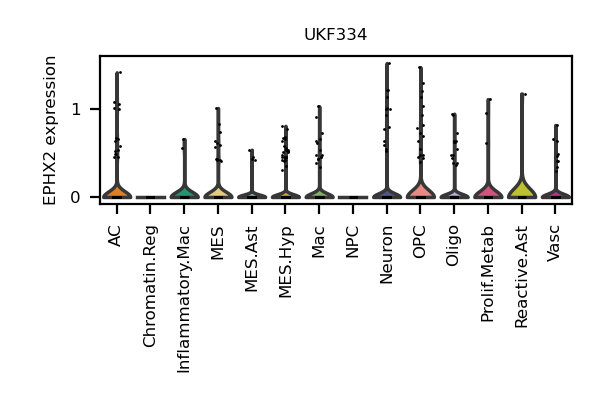 UKF334
EPHX2 expression
1
0
AC
Chromatin.Reg
Inflammatory.Mac
MES
MES.Ast
MES.Hyp
Mac
NPC
Neuron
OPC
Oligo
Prolif.Metab
Reactive.Ast
Vasc